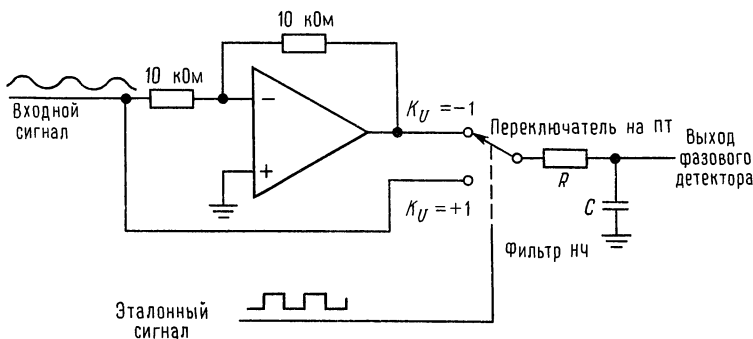 10 кОм
10 кОм
Входной
сигнал
−
+
K_U = −1
K_U = +1
Переключатель на ПТ
R
C
Выход
фазового
детектора
Фильтр НЧ
Эталонный
сигнал